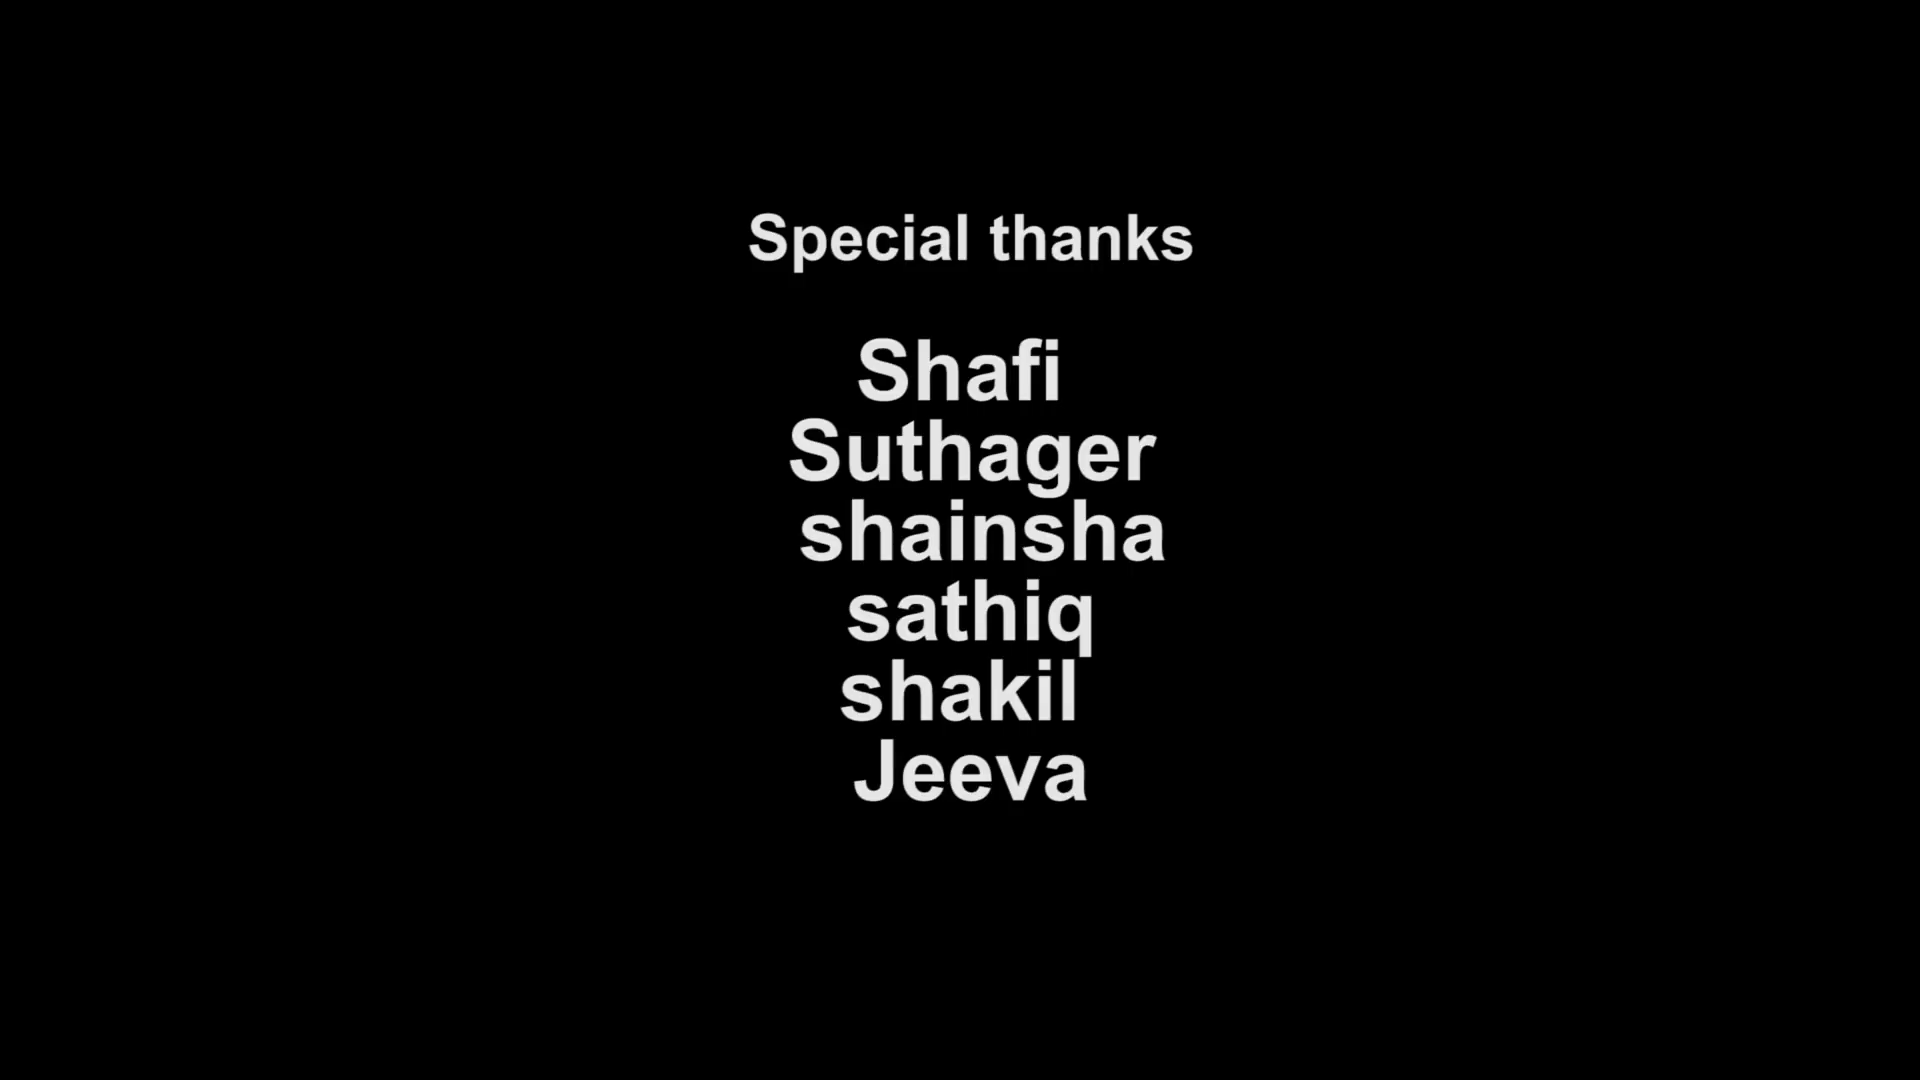 Special thanks
Shafi
Suthager
shainsha
sathiq
shakil
Jeeva